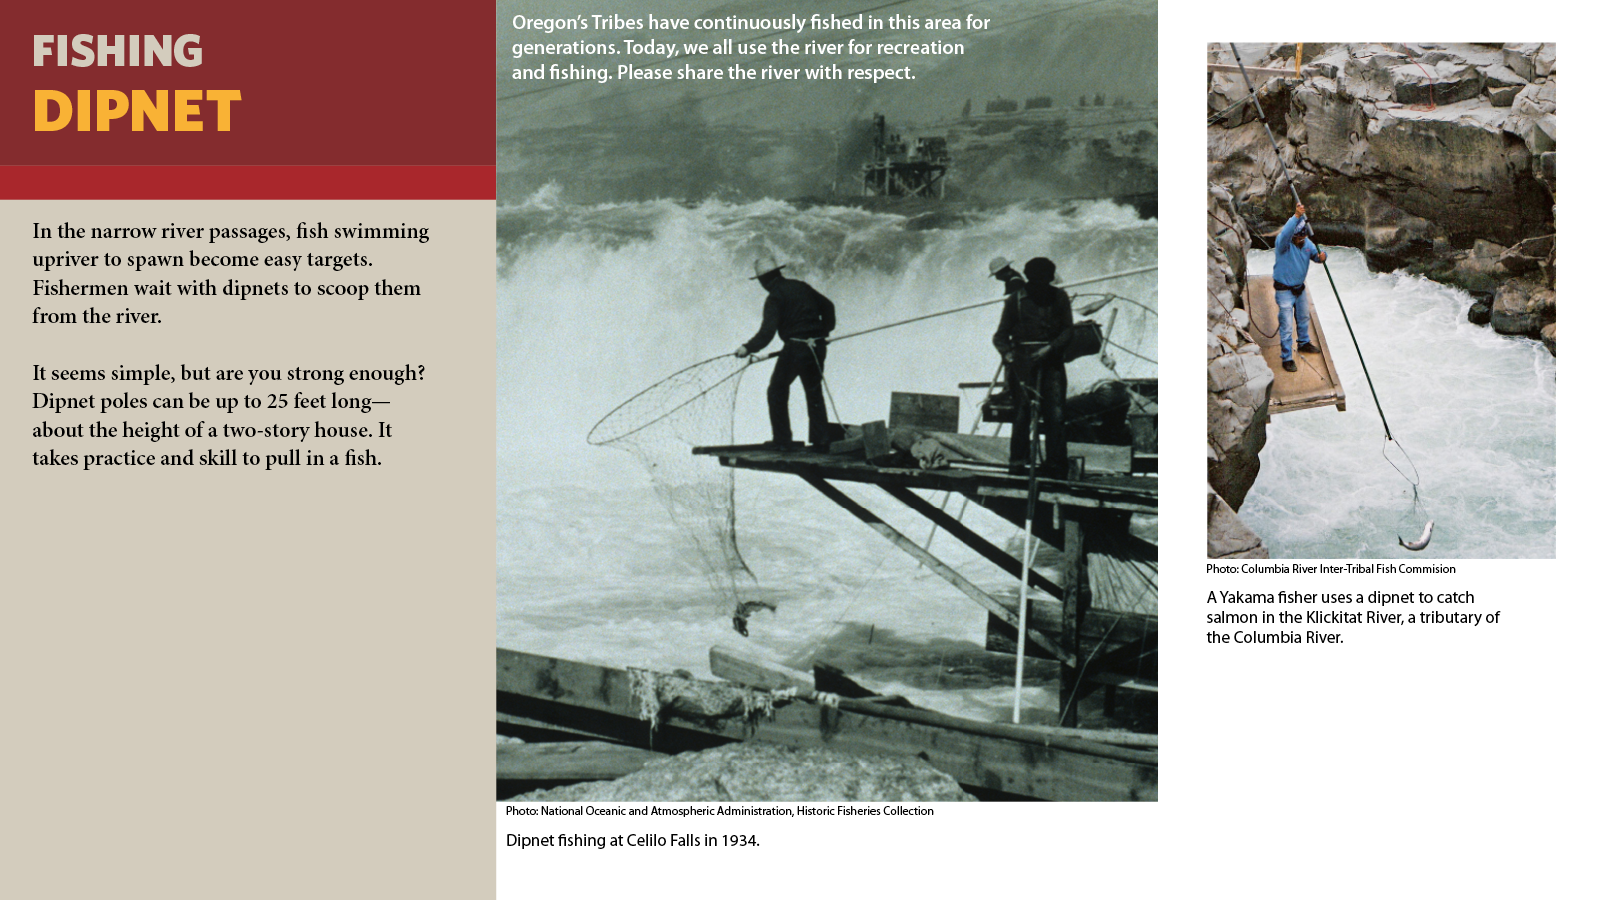 FISHING
DIPNET
In the narrow river passages, fish swimming
upriver to spawn become easy targets.
Fishermen wait with dipnets to scoop them
from the river.
It seems simple, but are you strong enough?
Dipnet poles can be up to 25 feet long—
about the height of a two-story house. It
takes practice and skill to pull in a fish.
Oregon’s Tribes have continuously fished in this area for
generations. Today, we all use the river for recreation
and fishing. Please share the river with respect.
Photo: National Oceanic and Atmospheric Administration, Historic Fisheries Collection
Dipnet fishing at Celilo Falls in 1934.
Photo: Columbia River Inter-Tribal Fish Commision
A Yakama fisher uses a dipnet to catch
salmon in the Klickitat River, a tributary of
the Columbia River.